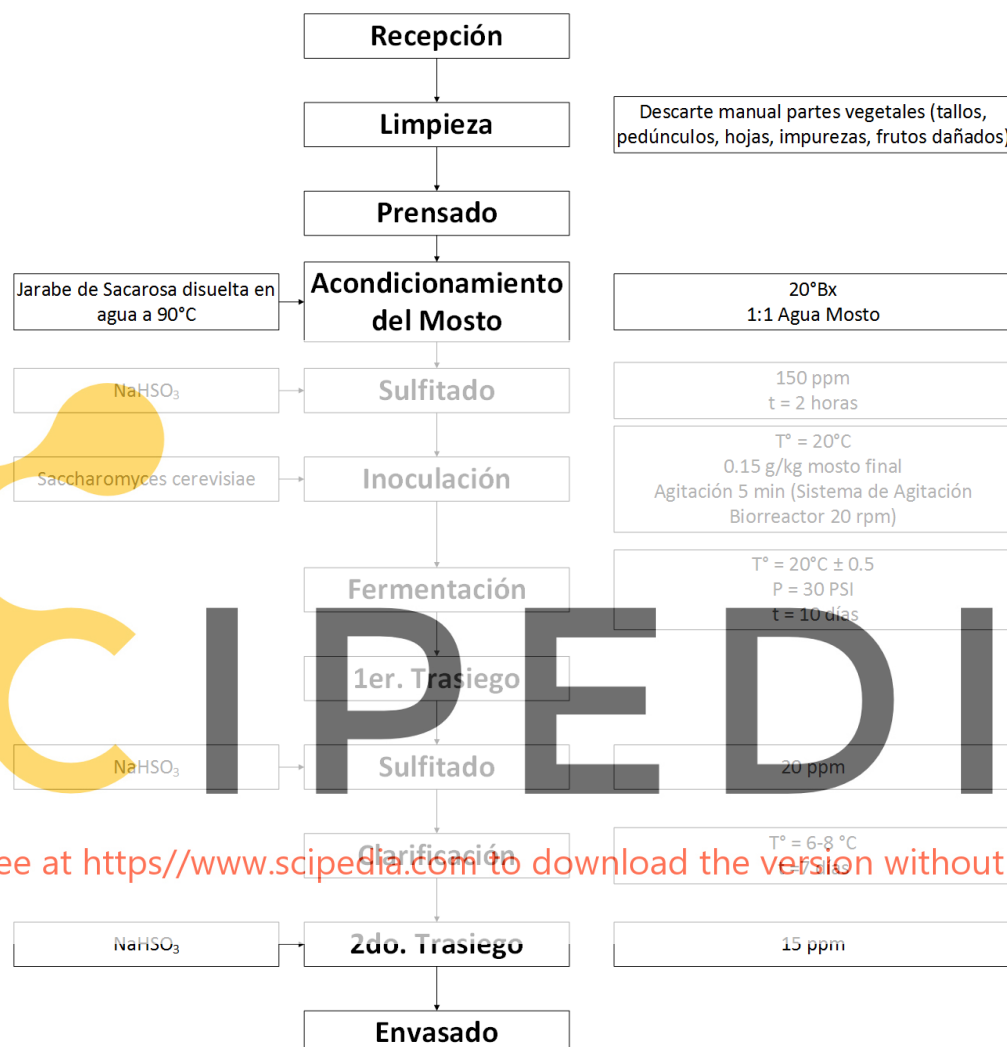 Recepción
Limpieza
Descarte manual partes vegetales (tallos,
pedúnculos, hojas, impurezas, frutos dañados)
Prensado
Jarabe de Sacarosa disuelta en
agua a 90°C
Acondicionamiento
del Mosto
20°Bx
1:1 Agua Mosto
NaHSO₃
Sulfitado
150 ppm
t = 2 horas
Saccharomyces cerevisiae
Inoculación
T° = 20°C
0.15 g/kg mosto final
Agitación 5 min (Sistema de Agitación
Biorreactor 20 rpm)
Fermentación
T° = 20°C ± 0.5
P = 30 PSI
t = 10 días
CIPEDI
1er. Trasiego
NaHSO₃
Sulfitado
20 ppm
Clarificación
T° = 6-8 °C
t=7 días
ee at https//www.scipedia.com to download the version without
NaHSO₃
2do. Trasiego
15 ppm
Envasado